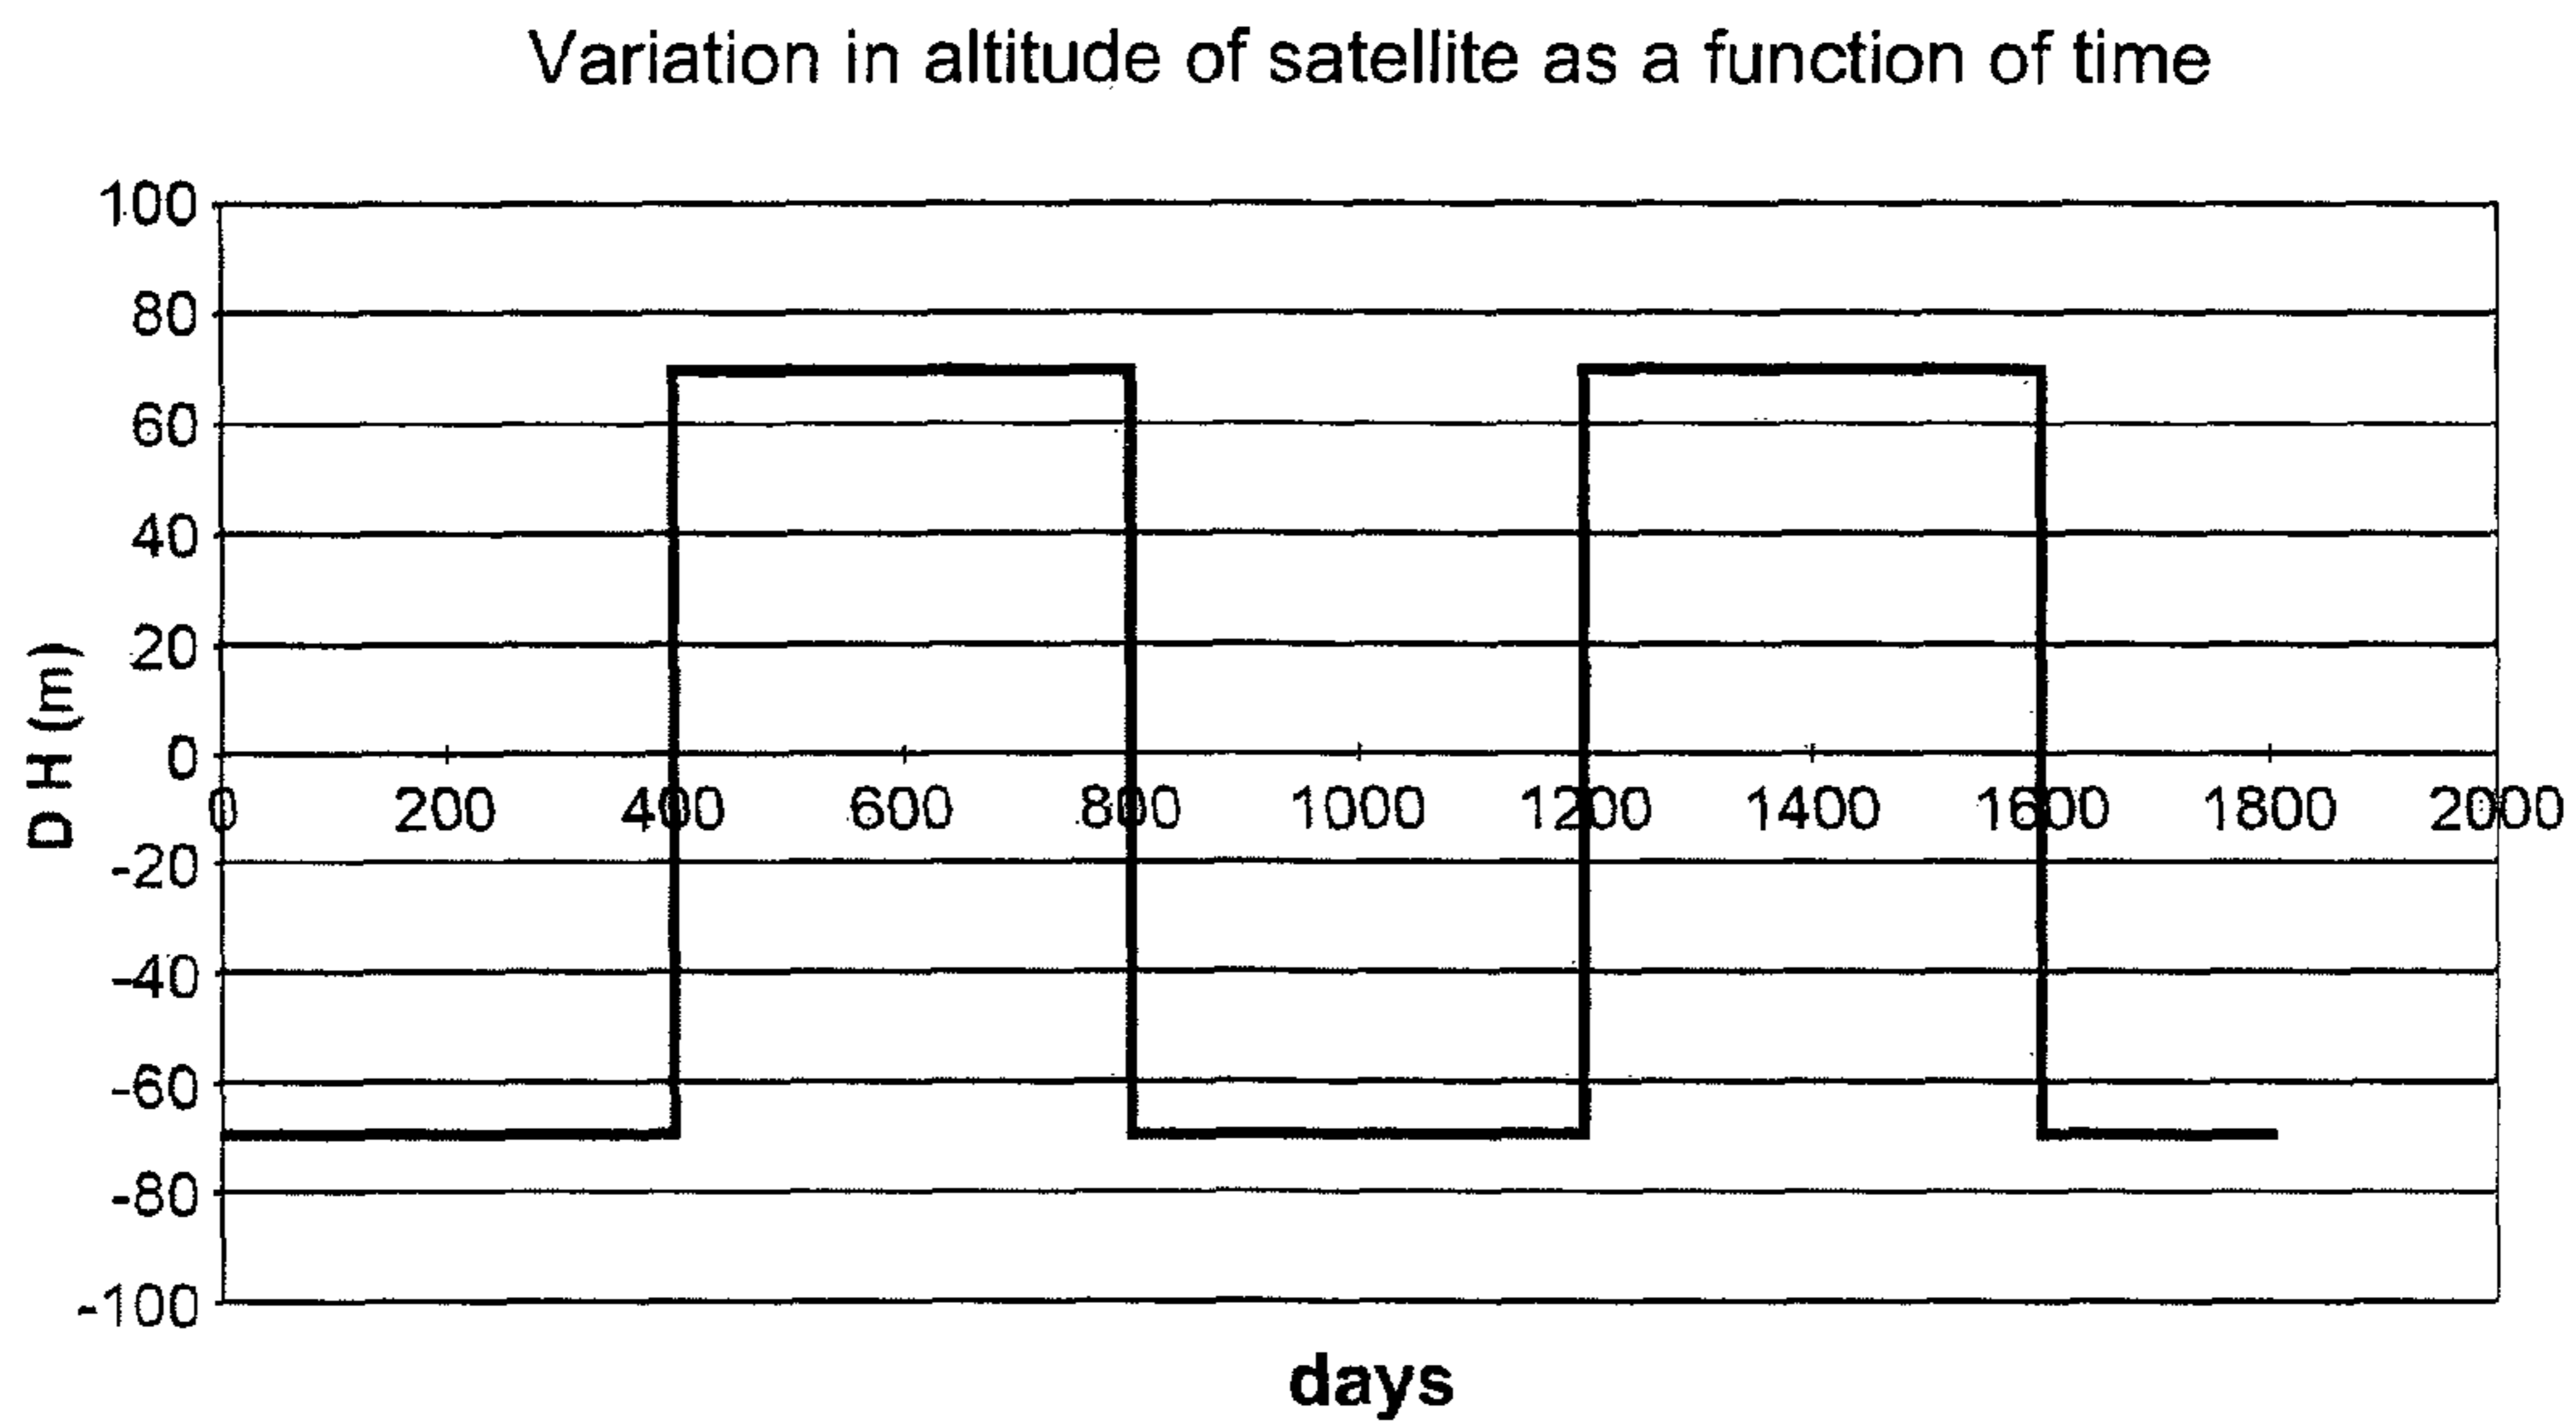 Variation in altitude of satellite as a function of time
100
80
60
40
20
0
0 200 400 600 800 1000 1200 1400 1600 1800 2000
-20
-40
-60
-80
-100
D H (m)
days